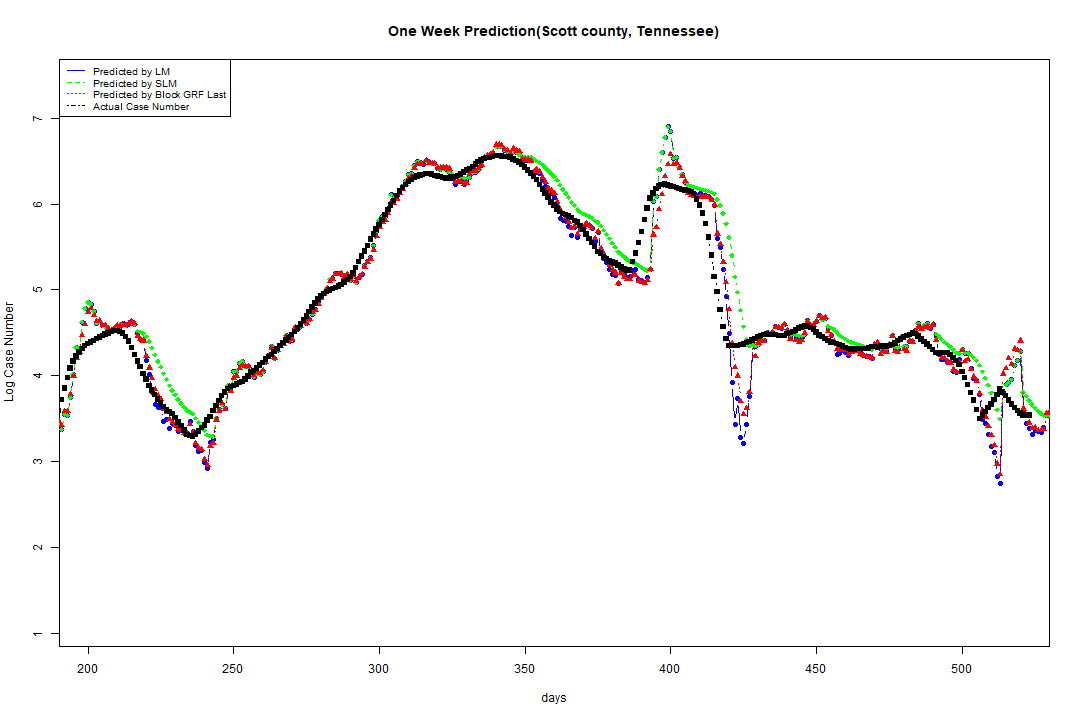 One Week Prediction(Scott county, Tennessee)
Predicted by LM
Predicted by SLM
Predicted by Block GRF Last
Actual Case Number
Log Case Number
7
6
5
4
3
2
1
200 250 300 350 400 450 500
days